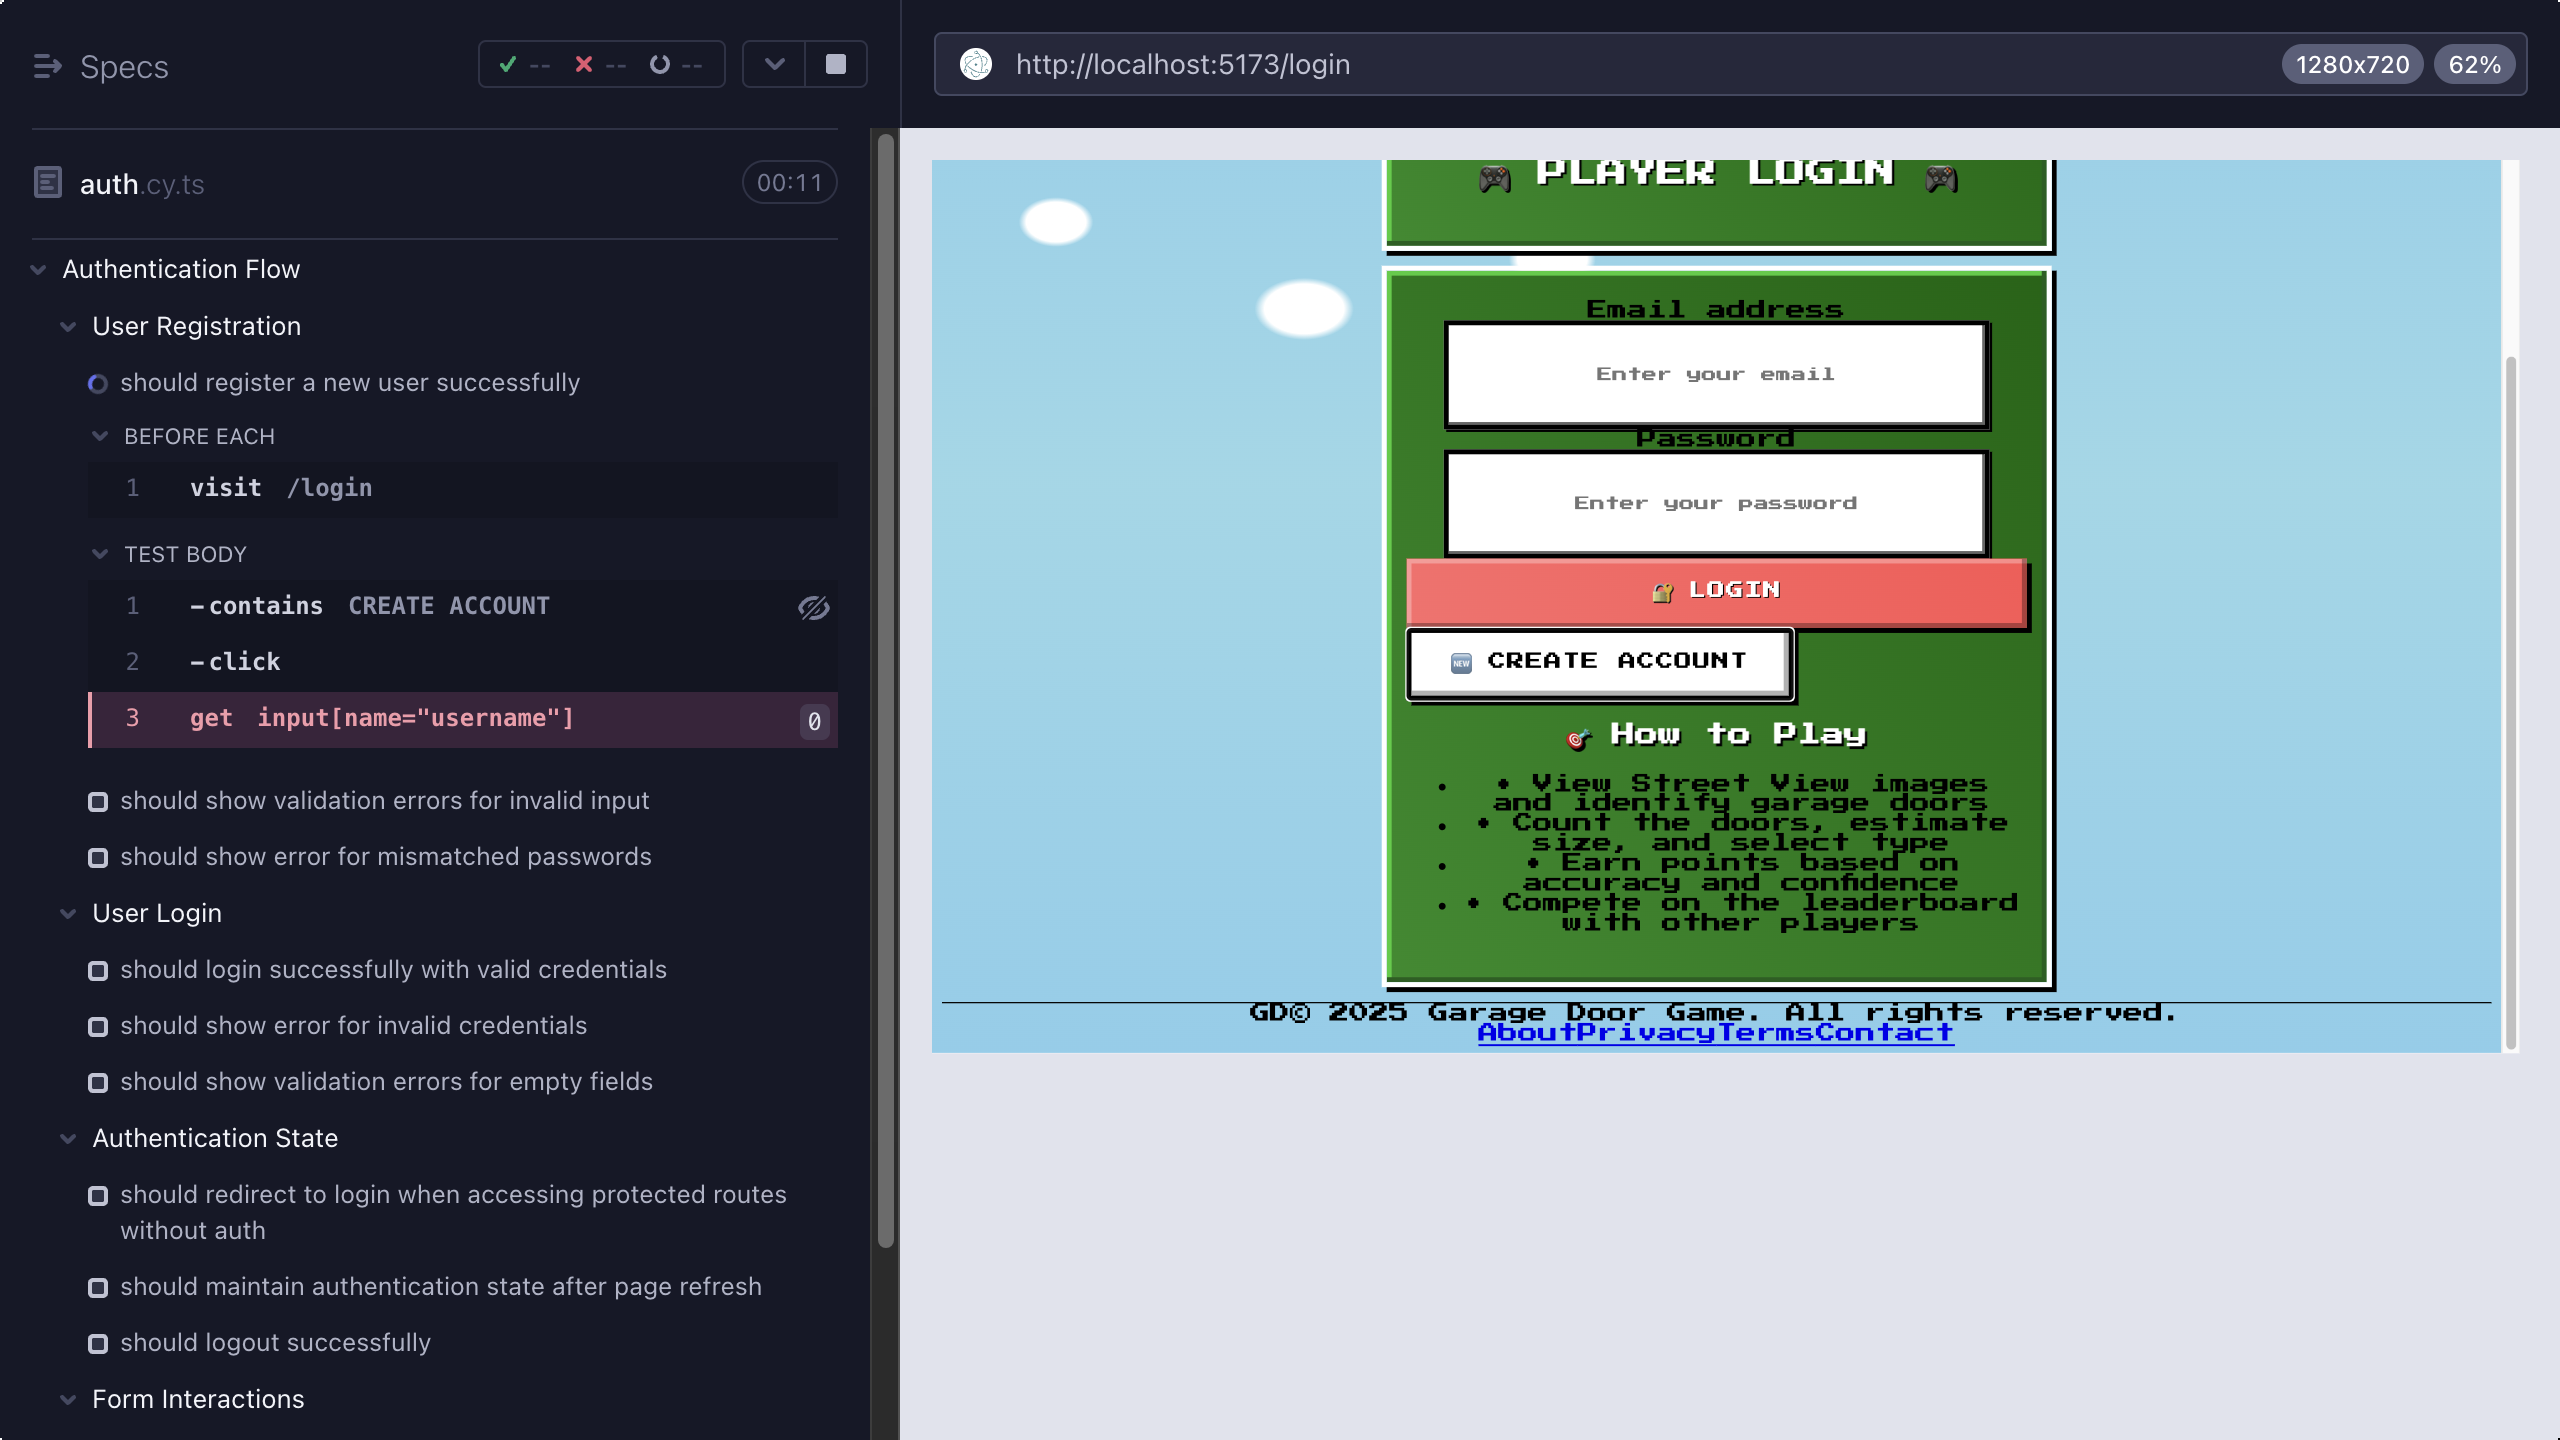 Specs
-- -- --
auth.cy.ts
00:11
Authentication Flow
User Registration
should register a new user successfully
BEFORE EACH
1 visit /login
TEST BODY
1 -contains CREATE ACCOUNT
2 -click
3 get input[name="username"] 0
should show validation errors for invalid input
should show error for mismatched passwords
User Login
should login successfully with valid credentials
should show error for invalid credentials
should show validation errors for empty fields
Authentication State
should redirect to login when accessing protected routes
without auth
should maintain authentication state after page refresh
should logout successfully
Form Interactions
http://localhost:5173/login
1280x720
62%
🎮 PLAYER LOGIN 🎮
Email address
Enter your email
Password
Enter your password
🔐 LOGIN
🆕 CREATE ACCOUNT
🎯 How to Play
• • View Street View images
and identify garage doors
• • Count the doors, estimate
size, and select type
• • Earn points based on
accuracy and confidence
• • Compete on the leaderboard
with other players
GD© 2025 Garage Door Game. All rights reserved.
AboutPrivacyTermsContact